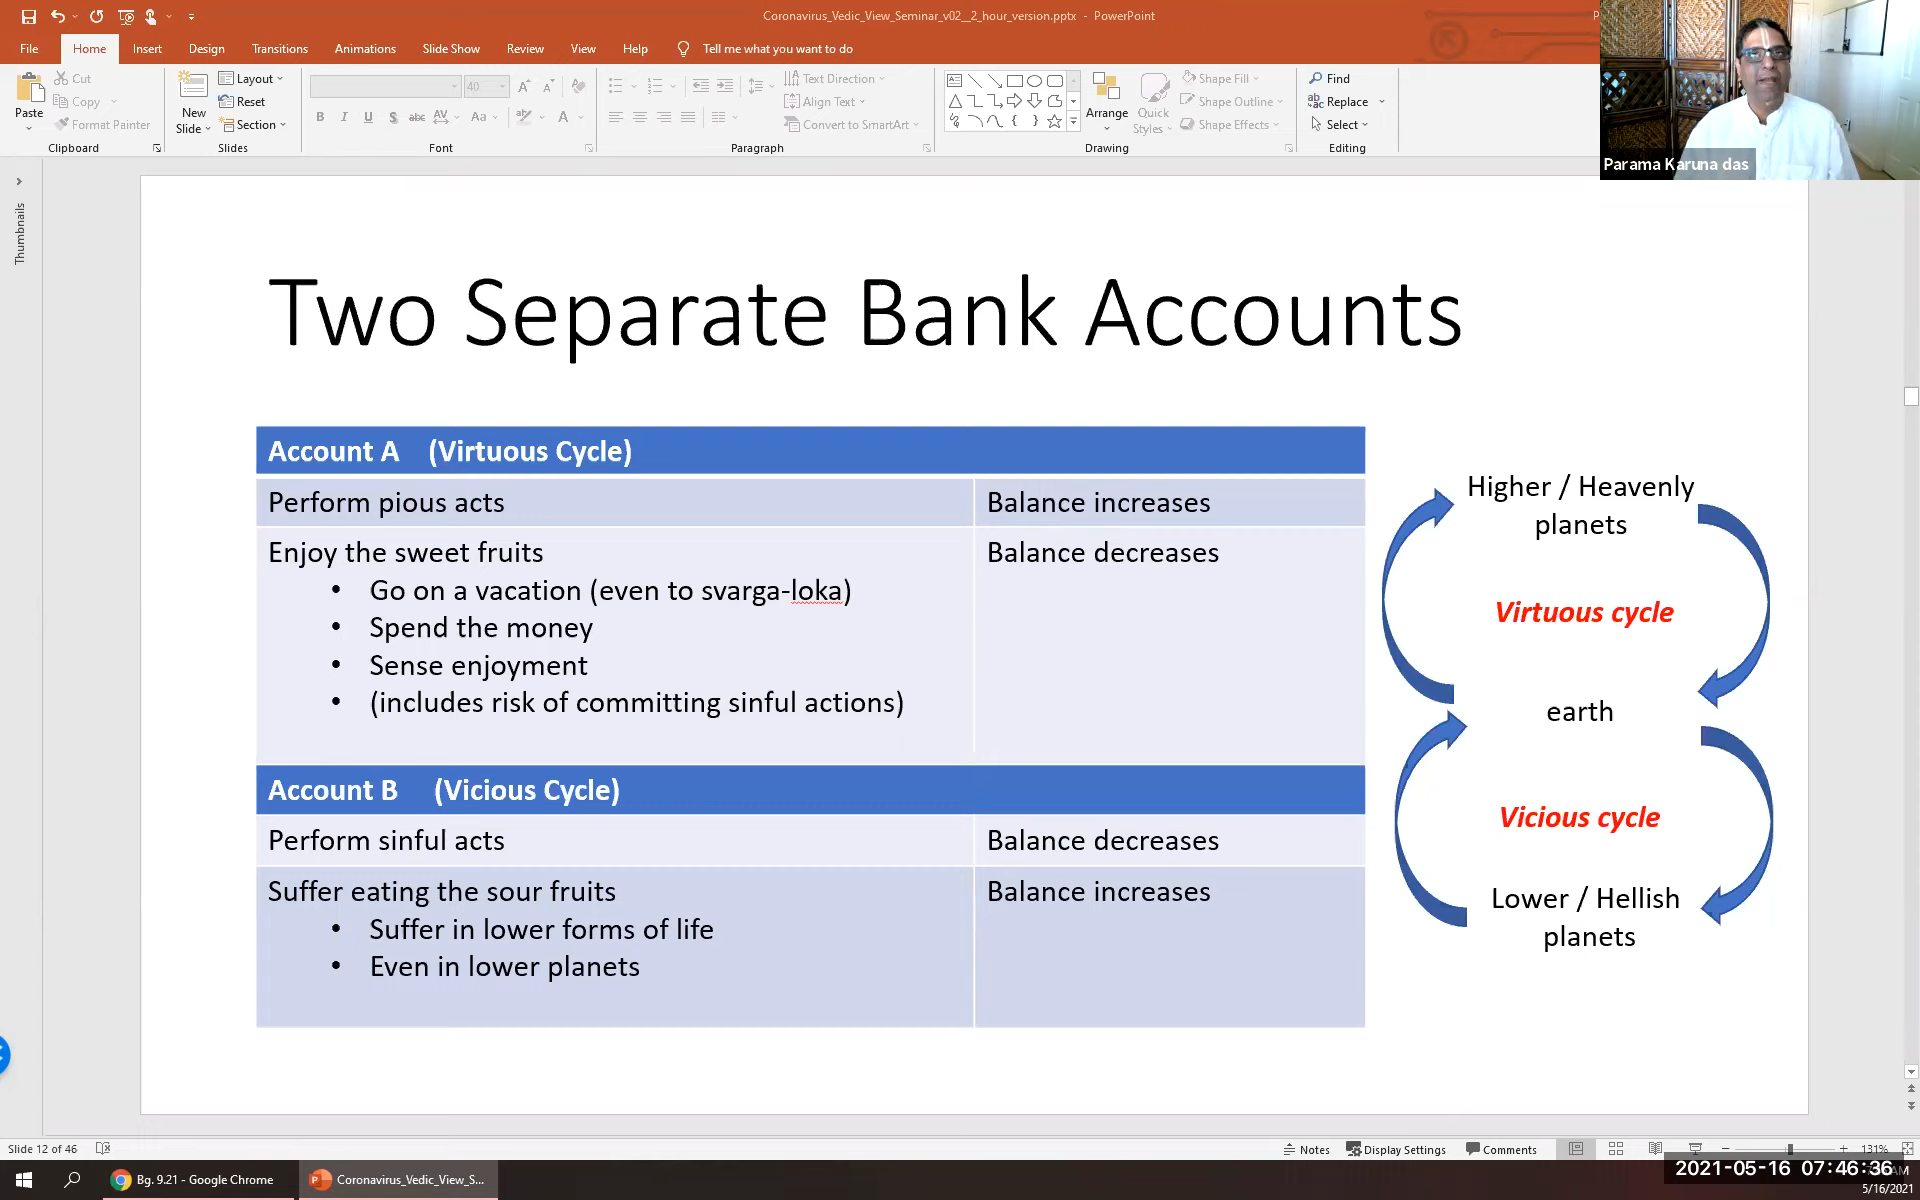 Coronavirus_Vedic_View_Seminar_v02__2_hour_version.pptx - PowerPoint
File Home Insert Design Transitions Animations Slide Show Review View Help Tell me what you want to do
Cut
Copy
Format Painter
Paste
Clipboard
New
Slide
Layout
Reset
Section
Slides
40
B I U S abc AV Aa A
Font
Text Direction
Align Text
Convert to SmartArt
Paragraph
Arrange
Quick
Styles
Shape Fill
Shape Outline
Shape Effects
Drawing
Find
Replace
Select
Editing
Parama Karuna das
Thumbnails
Two Separate Bank Accounts
Account A (Virtuous Cycle)
Perform pious acts Balance increases
Enjoy the sweet fruits Balance decreases
• Go on a vacation (even to svarga-loka)
• Spend the money
• Sense enjoyment
• (includes risk of committing sinful actions)
Account B (Vicious Cycle)
Perform sinful acts Balance decreases
Suffer eating the sour fruits Balance increases
• Suffer in lower forms of life
• Even in lower planets
Higher / Heavenly
planets
Virtuous cycle
earth
Vicious cycle
Lower / Hellish
planets
Slide 12 of 46
Notes Display Settings Comments 131%
Bg. 9.21 - Google Chrome
Coronavirus_Vedic_View_S...
2021-05-16 07:46:36
5/16/2021